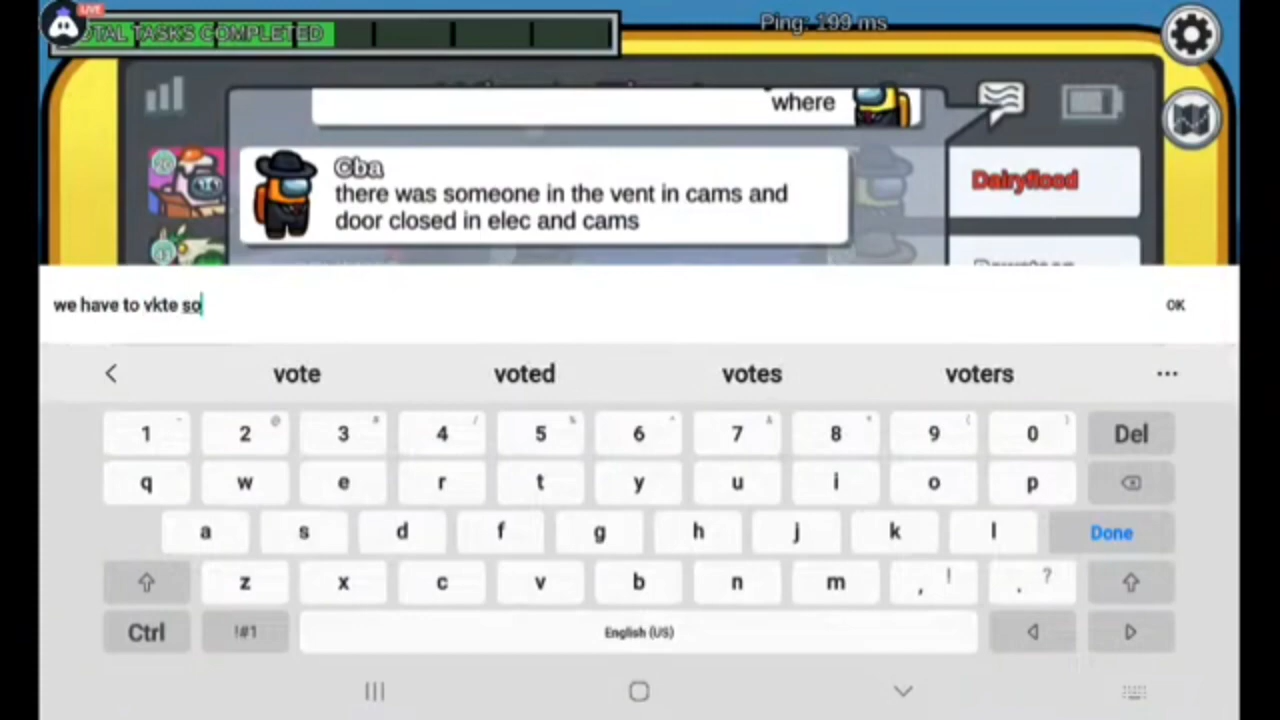 LIVE
TOTAL TASKS COMPLETED
Ping: 199 ms
where
Cba
there was someone in the vent in cams and
door closed in elec and cams
Dairyflood
we have to vkte so
OK
vote voted votes voters
1 2 3 4 5 6 7 8 9 0 Del
q w e r t y u i o p
a s d f g h j k l Done
z x c v b n m , ! . ?
Ctrl !#1 English (US)